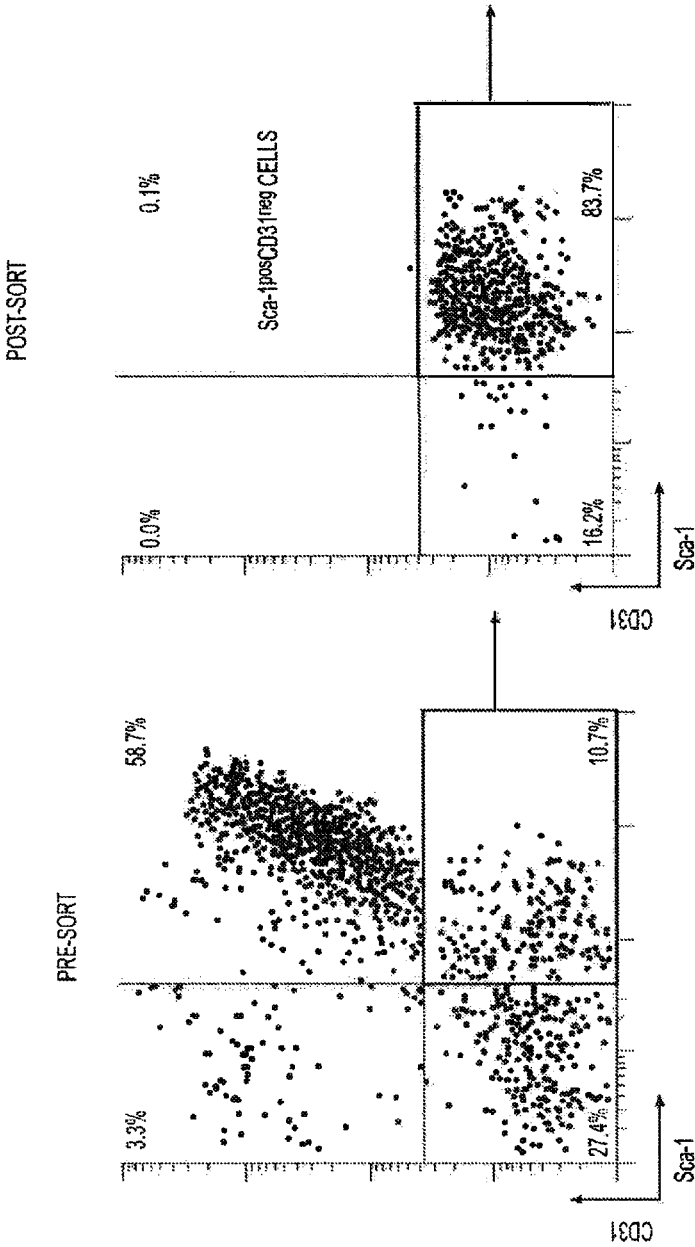 PRE-SORT
3.3%
58.7%
27.4%
10.7%
CD31
Sca-1
POST-SORT
0.0%
0.1%
Sca-1posCD31neg CELLS
16.2%
83.7%
CD31
Sca-1